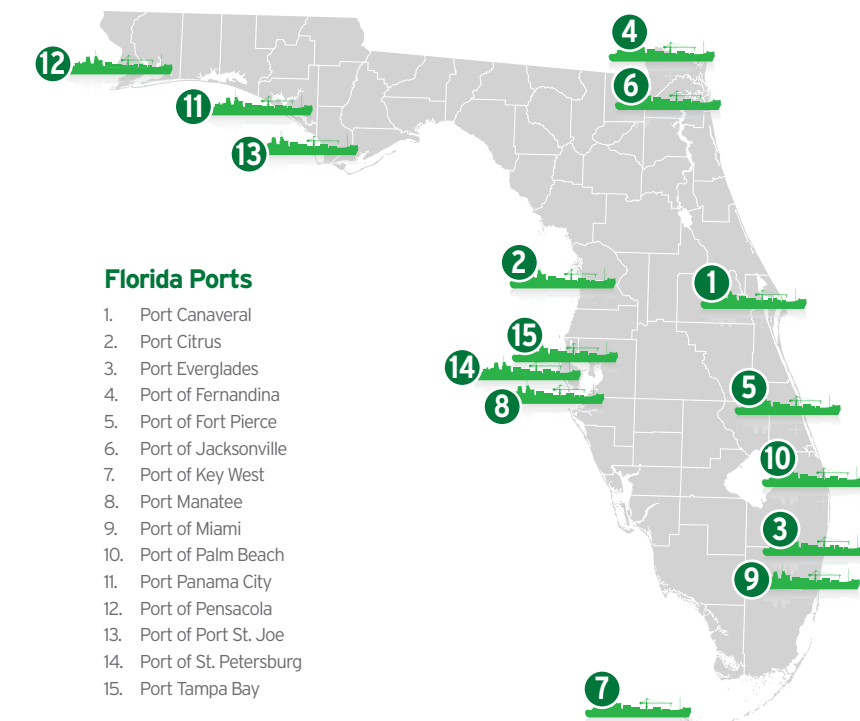 4
12
6
11
13
Florida Ports
2
1
1. Port Canaveral
2. Port Citrus
15
3. Port Everglades
14
4. Port of Fernandina
5
5. Port of Fort Pierce
8
6. Port of Jacksonville
10
7. Port of Key West
8. Port Manatee
9. Port of Miami
3
10. Port of Palm Beach
9
11. Port Panama City
12. Port of Pensacola
13. Port of Port St. Joe
14. Port of St. Petersburg
15. Port Tampa Bay
7